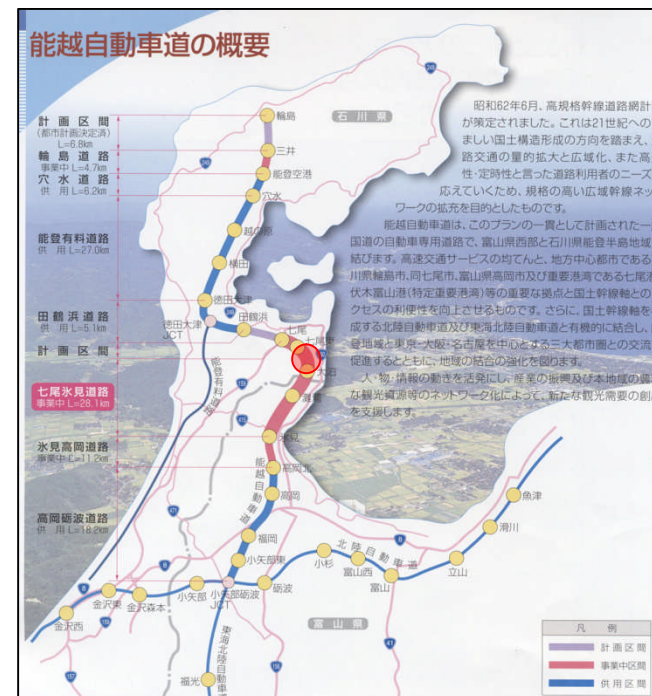 能越自動車道の概要
昭和62年6月、高規格幹線道路網計
が策定されました。これは21世紀への
ましい国土構造形成の方向を踏まえ、
路交通の量的拡大と広域化、また高
性・定時性と言った道路利用者のニーズ
応えていくため、規格の高い広域幹線ネッ
ワークの拡充を目的としたものです。
能越自動車道は、このプランの一貫として計画された一
国道の自動車専用道路で、富山県西部と石川県能登半島地域
結びます。高速交通サービスの均てんと、地方中心都市である
川県輪島市、同七尾市、富山県高岡市及び重要港湾である七尾港
伏木富山港(特定重要港湾)等の重要な拠点と国土幹線軸との
クセスの利便性を向上させるものです。さらに、国土幹線軸を
成する北陸自動車道及び東海北陸自動車道と有機的に結合し、
登地域と東京・大阪・名古屋を中心とする三大都市圏との交流
促進するとともに、地域の結合の強化を図ります。
人・物・情報の動きを活発にし、産業の振興及び本地域の豊
な観光資源等のネットワーク化によって、新たな観光需要の創
を支援します。
計画区間
(都市計画決定済)
L=6.8km
輪島道路
事業中 L=4.7km
穴水道路
供用 L=6.2km
能登有料道路
供用 L=27.0km
田鶴浜道路
供用 L=5.1km
計画区間
七尾氷見道路
事業中 L=28.1km
氷見高岡道路
事業中 L=11.2km
高岡砺波道路
供用 L=18.2km
石川県
輪島
三井
能登空港
穴水
越の原
横田
徳田大津
徳田大津
JCT
田鶴浜
七尾
灘浦
氷見
高岡北
高岡
福岡
小矢部東
小矢部砺波
JCT
能登有料道路
能越自動車道
北陸自動車道
東海北陸自動車
金沢西
金沢東
金沢森本
小矢部
砺波
小杉
富山西
富山
立山
滑川
魚津
福光
富山県
凡例
計画区間
事業中区間
供用区間